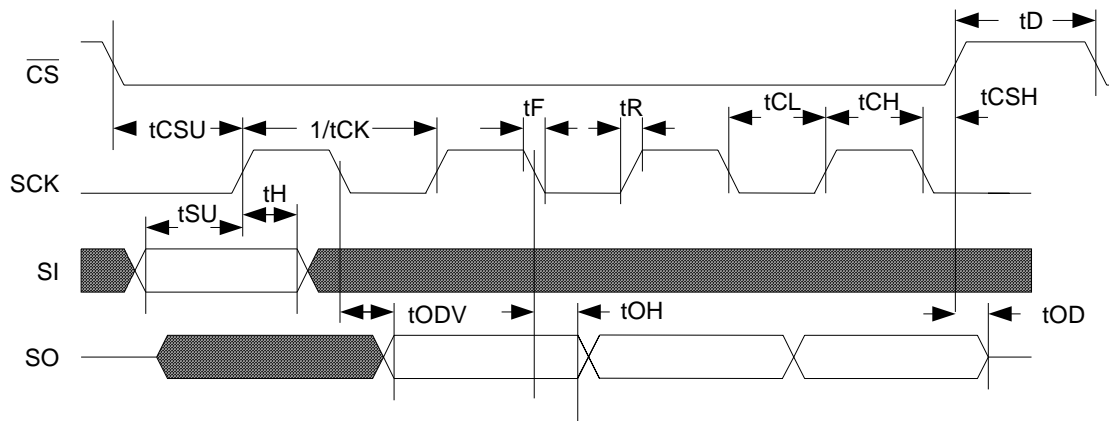 tD
CS
tF
tR
tCL
tCH
tCSH
tCSU
1/tCK
SCK
tH
tSU
SI
tODV
tOH
tOD
SO